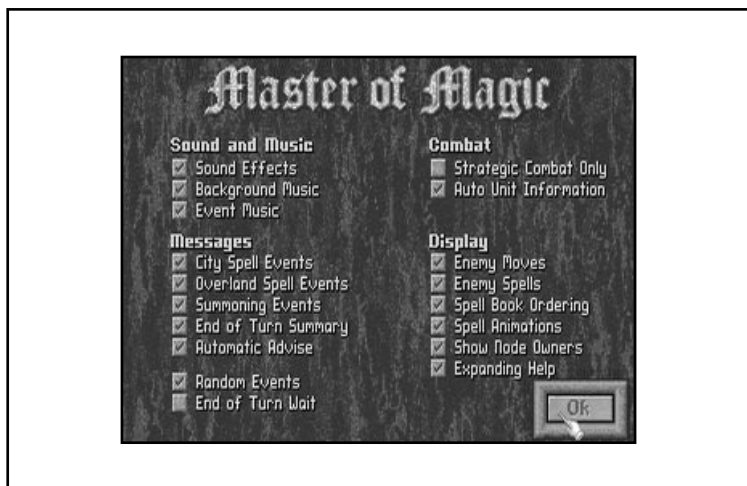 Master of Magic
Sound and Music
Sound Effects
Background Music
Event Music
Messages
City Spell Events
Overland Spell Events
Summoning Events
End of Turn Summary
Automatic Advise
Random Events
End of Turn Wait
Combat
Strategic Combat Only
Auto Unit Information
Display
Enemy Moves
Enemy Spells
Spell Book Ordering
Spell Animations
Show Node Owners
Expanding Help
Ok